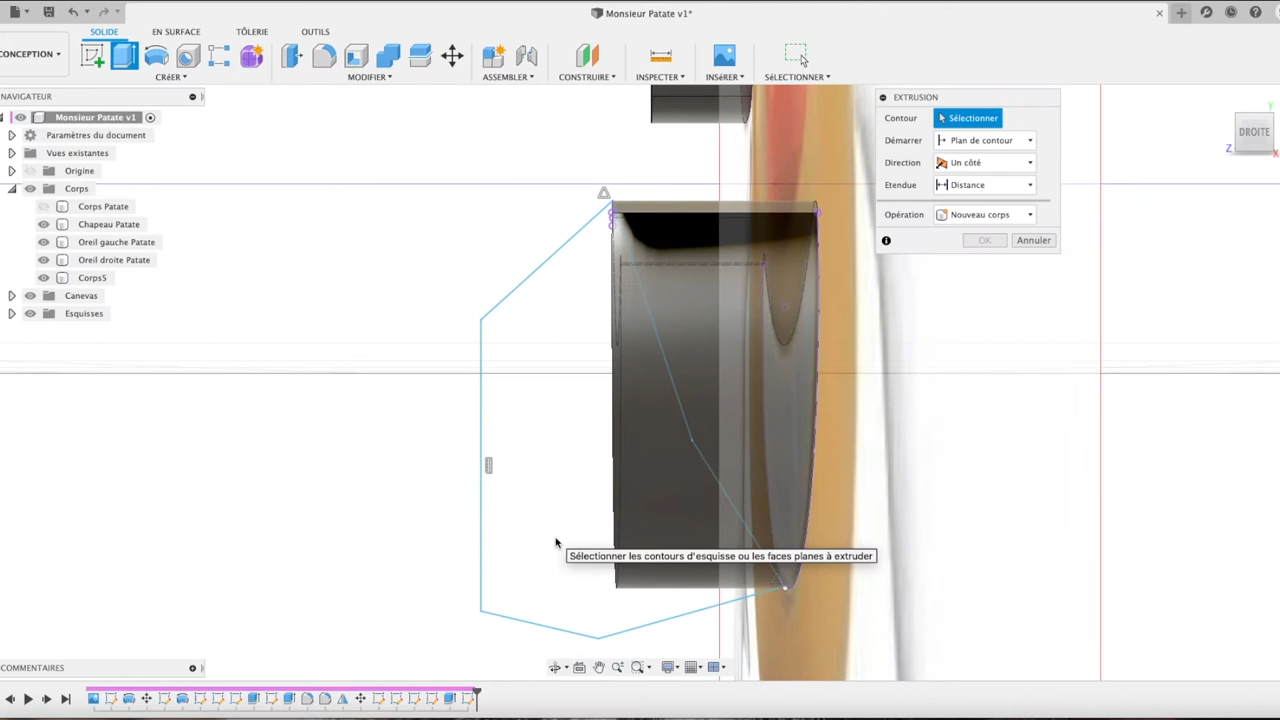 Monsieur Patate v1*
SOLIDE
EN SURFACE
TÔLERIE
OUTILS
CONCEPTION
CRÉER
MODIFIER
ASSEMBLER
CONSTRUIRE
INSPECTER
INSÉRER
SÉLECTIONNER
NAVIGATEUR
Monsieur Patate v1
Paramètres du document
Vues existantes
Origine
Corps
Corps Patate
Chapeau Patate
Oreil gauche Patate
Oreil droite Patate
Corps5
Canevas
Esquisses
EXTRUSION
Contour
Sélectionner
Démarrer
Plan de contour
Direction
Un côté
Etendue
Distance
Opération
Nouveau corps
OK
Annuler
Y
DROITE
Z
X
Sélectionner les contours d'esquisse ou les faces planes à extruder
COMMENTAIRES